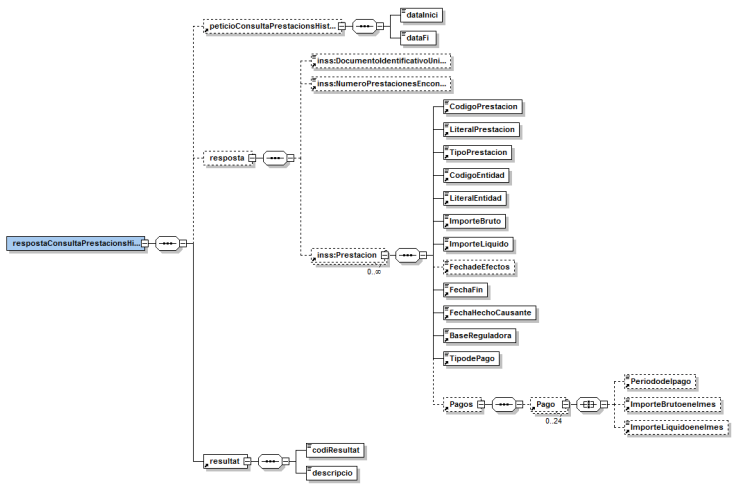 peticioConsultaPrestacionsHist...
dataInici
dataFi
inss:DocumentoIdentificativoUni...
inss:NumeroPrestacionesEncon...
CodigoPrestacion
LiteralPrestacion
resposta
TipoPrestacion
CodigoEntidad
LiteralEntidad
ImporteBruto
respostaConsultaPrestacionsHi...
ImporteLiquido
inss:Prestacion
0..∞
FechadeEfectos
FechaFin
FechaHechoCausante
BaseReguladora
TipodePago
Periododelpago
Pagos
Pago
ImporteBrutoenelmes
0..24
ImporteLiquidoenelmes
codiResultat
resultat
descripcio